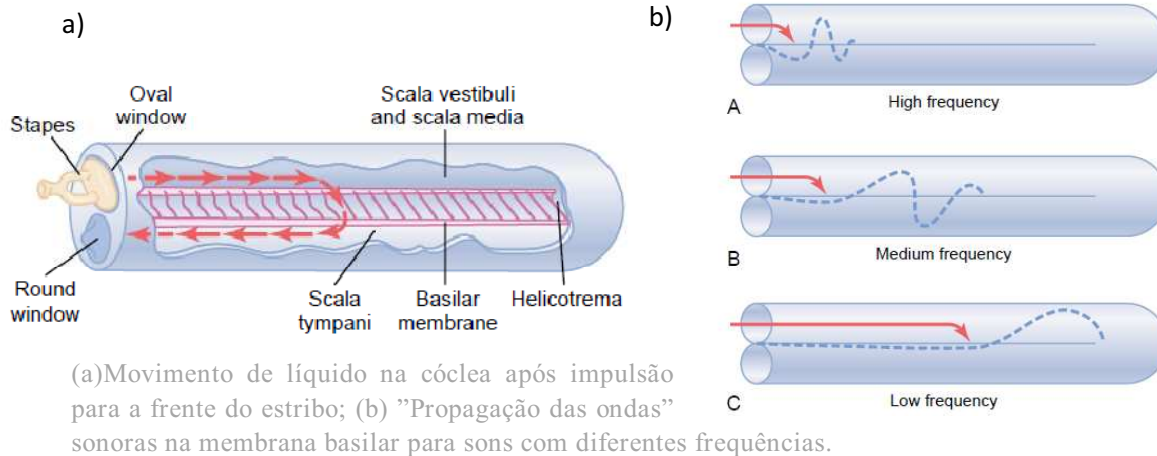 a)
Oval
window
Stapes
Scala vestibuli
and scala media
Round
window
Scala
tympani
Basilar
membrane
Helicotrema
b)
A
High frequency
B
Medium frequency
C
Low frequency
(a)Movimento de líquido na cóclea após impulsão
para a frente do estribo; (b) ”Propagação das ondas”
sonoras na membrana basilar para sons com diferentes frequências.